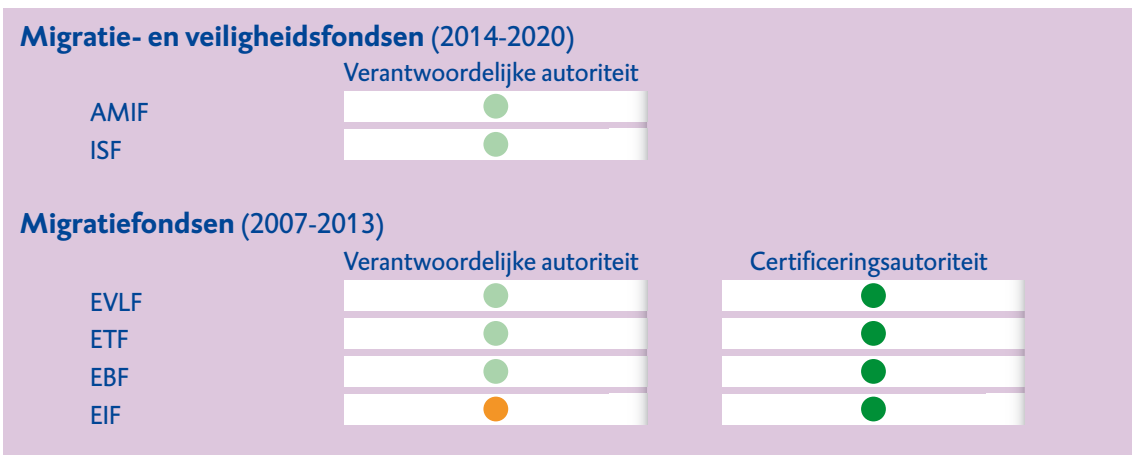 Migratie- en veiligheidsfondsen (2014-2020)
Verantwoordelijke autoriteit
AMIF
ISF
Migratiefondsen (2007-2013)
Verantwoordelijke autoriteit Certificeringsautoriteit
EVLF
ETF
EBF
EIF